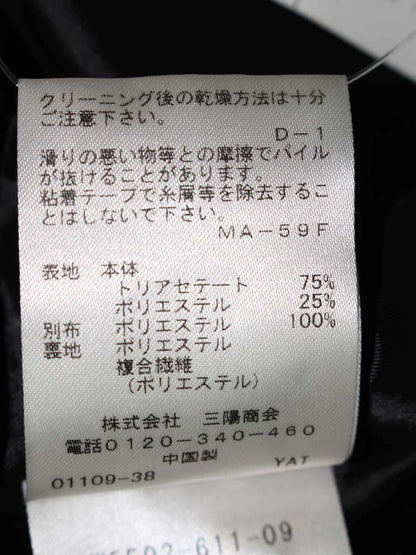 クリーニング後の乾燥方法は十分
ご注意下さい。
D-1
滑りの悪い物等との摩擦でパイル
が抜けることがあります。
粘着テープで糸屑等を除去するこ
とはしないで下さい。
MA-59F
表地 本体
トリアセテート 75%
ポリエステル 25%
別布 ポリエステル 100%
裏地 ポリエステル
複合繊維
(ポリエステル)
株式会社 三陽商会
電話0120-340-460
中国製
01109-38 YAT
611-09